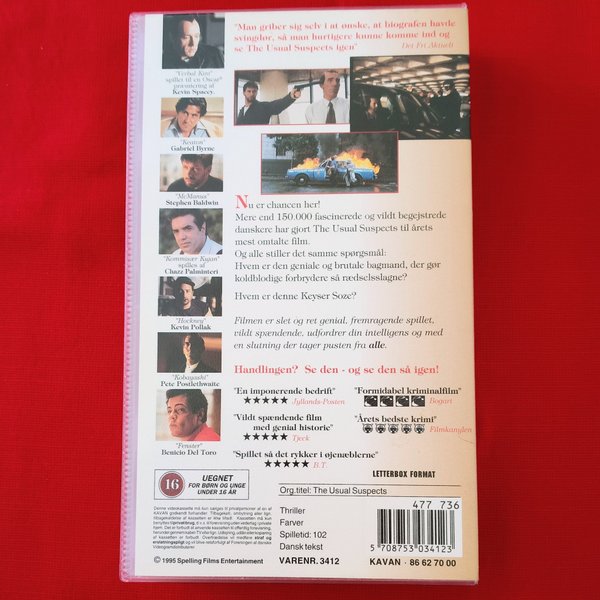 "Man griber sig selv i at ønske, at biografen havde
svingdør, så man hurtigere kunne komme ind og
se The Usual Suspects igen"
Det Fri Aktuelt
"Verbal Kint"
spillet til en Oscar®
præmiering af
Kevin Spacey.
"Keaton"
Gabriel Byrne
"McManus"
Stephen Baldwin
"Kommissær Kujan"
spilles af
Chazz Palminteri
"Hockney"
Kevin Pollak
"Kobayashi"
Pete Postlethwaite
"Fenster"
Benicio Del Toro
Nu er chancen her!
Mere end 150.000 fascinerede og vildt begejstrede
danskere har gjort The Usual Suspects til årets
mest omtalte film.
Og alle stiller det samme spørgsmål:
Hvem er den geniale og brutale bagmand, der gør
koldblodige forbrydere så rædselsslagne?
Hvem er denne Keyser Soze?
Filmen er slet og ret genial, fremragende spillet,
vildt spændende, udfordrer din intelligens og med
en slutning der tager pusten fra alle.
Handlingen? Se den - og se den så igen!
"En imponerende bedrift"
Jyllands-Posten
"Formidabel kriminalfilm"
Bogart
"Vildt spændende film
med genial historie"
Tjeck
"Årets bedste krimi"
Filmkanylen
"Spillet så det rykker i øjenæblerne"
B.T.
LETTERBOX FORMAT
16
UEGNET
FOR BØRN OG UNGE
UNDER 16 ÅR
Org.titel: The Usual Suspects
Thriller
Farver
Spilletid: 102
Dansk tekst
VARENR. 3412
477 736
5 708753 034123
KAVAN - 86 62 70 00
© 1995 Spelling Films Entertainment